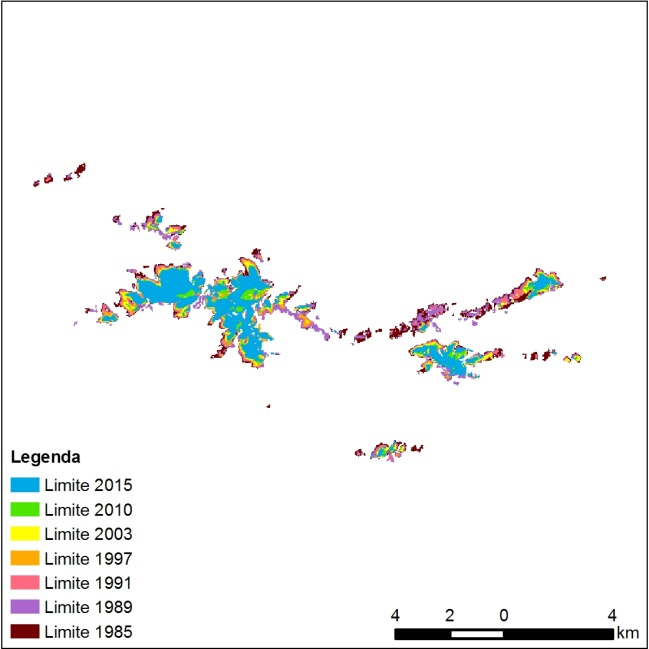 Legenda
Limite 2015
Limite 2010
Limite 2003
Limite 1997
Limite 1991
Limite 1989
Limite 1985
4 2 0 4
km